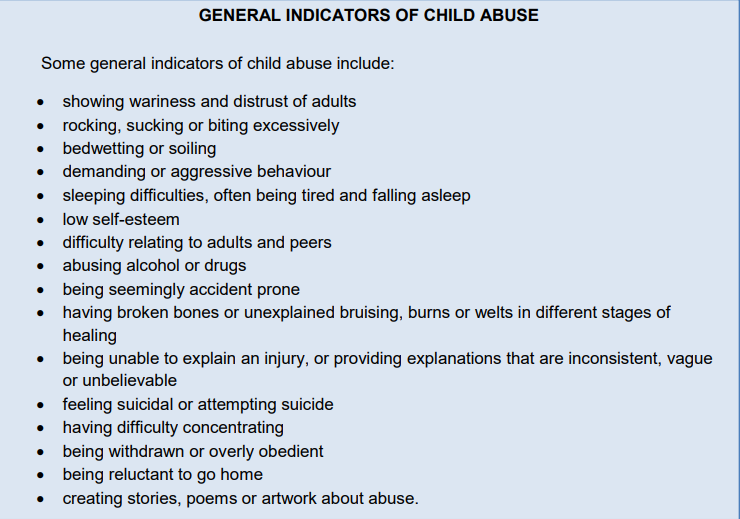 GENERAL INDICATORS OF CHILD ABUSE
Some general indicators of child abuse include:
• showing wariness and distrust of adults
• rocking, sucking or biting excessively
• bedwetting or soiling
• demanding or aggressive behaviour
• sleeping difficulties, often being tired and falling asleep
• low self-esteem
• difficulty relating to adults and peers
• abusing alcohol or drugs
• being seemingly accident prone
• having broken bones or unexplained bruising, burns or welts in different stages of
healing
• being unable to explain an injury, or providing explanations that are inconsistent, vague
or unbelievable
• feeling suicidal or attempting suicide
• having difficulty concentrating
• being withdrawn or overly obedient
• being reluctant to go home
• creating stories, poems or artwork about abuse.